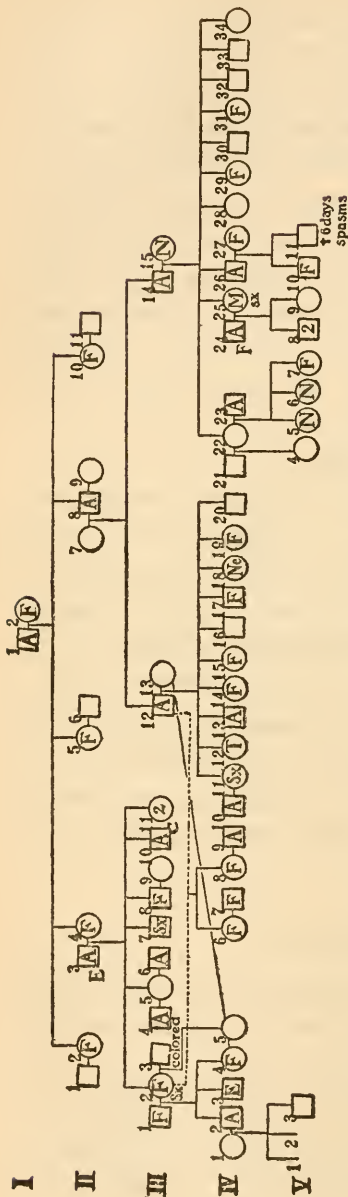 I
1 2
A F
II
1 2 3 4 5 6 7 8 9 10 11
F A F F A F
E
III
1 2 3 4 5 6 7 8 9 10 11 12 13 14 15
F F A A Sx F A 2 A A N
Sx colored C
IV
1 2 3 4 5 6 7 8 9 10 11 12 13 14 15 16 17 18 19 20 21 22 23 24 25 26 27 28 29 30 31 32 33 34
A E F F F F A A Sx T A F F F Ne F A A M A F F F
F sx
V
1 2 3 4 5 6 7 8 9 10 11
N N F 2 F
†6 days
spasms